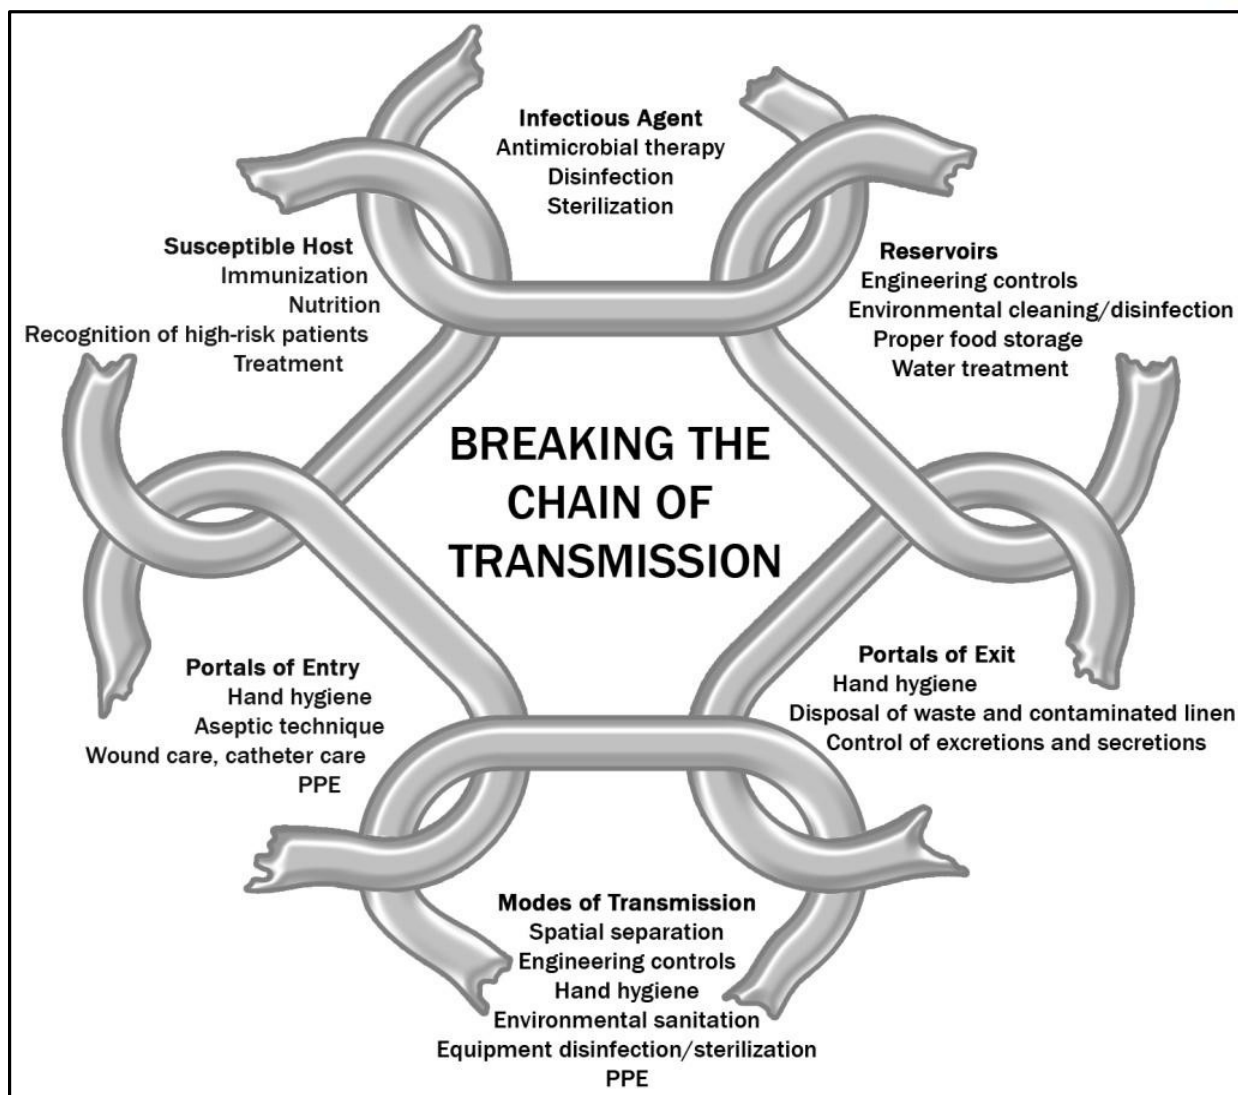 Infectious Agent
Antimicrobial therapy
Disinfection
Sterilization
Susceptible Host
Immunization
Nutrition
Recognition of high-risk patients
Treatment
Reservoirs
Engineering controls
Environmental cleaning/disinfection
Proper food storage
Water treatment
BREAKING THE
CHAIN OF
TRANSMISSION
Portals of Entry
Hand hygiene
Aseptic technique
Wound care, catheter care
PPE
Portals of Exit
Hand hygiene
Disposal of waste and contaminated linen
Control of excretions and secretions
Modes of Transmission
Spatial separation
Engineering controls
Hand hygiene
Environmental sanitation
Equipment disinfection/sterilization
PPE